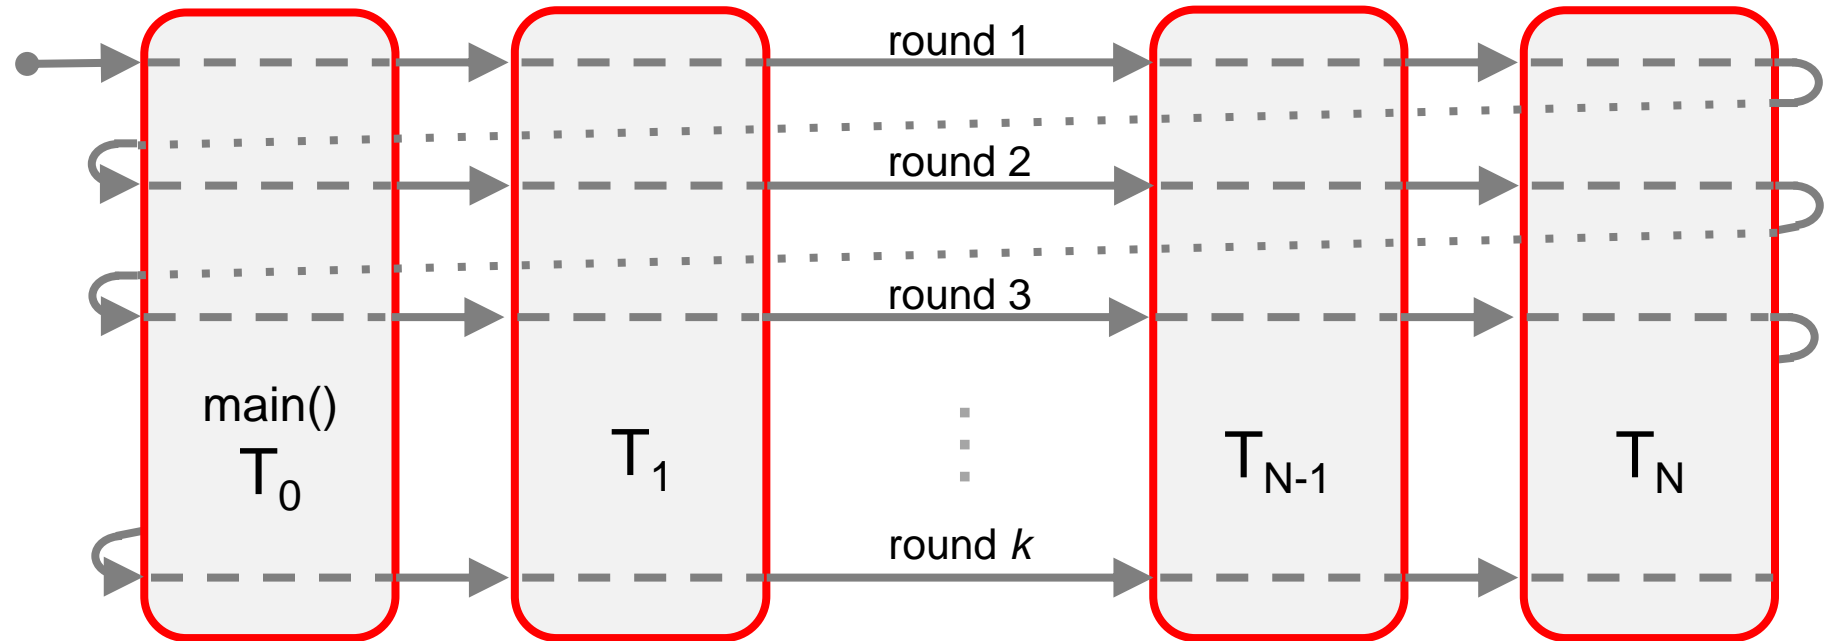 round 1
round 2
round 3
main()
T0
T1
TN-1
TN
round k